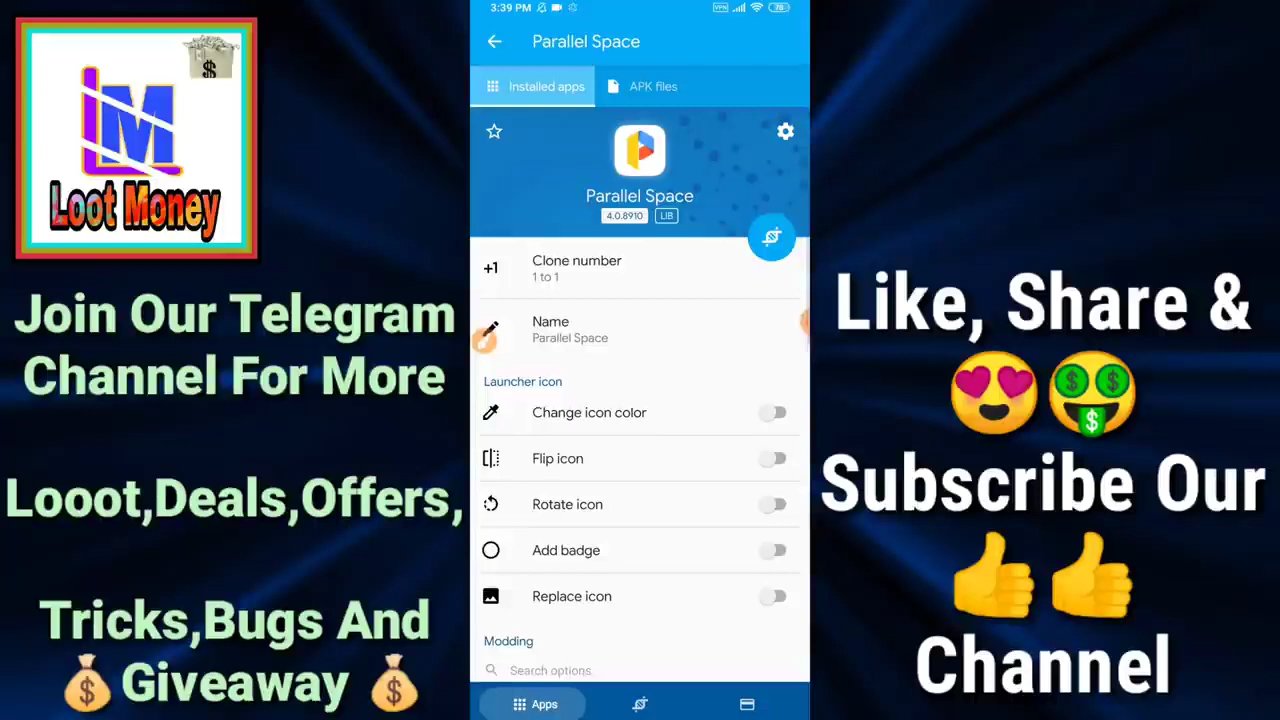 LM
Loot Money
Join Our Telegram
Channel For More
Looot,Deals,Offers,
Tricks,Bugs And
Giveaway
3:39 PM
VPN
78
Parallel Space
Installed apps
APK files
Parallel Space
4.0.8910
LIB
+1
Clone number
1 to 1
Name
Parallel Space
Launcher icon
Change icon color
Flip icon
Rotate icon
Add badge
Replace icon
Modding
Search options
Apps
Like, Share &
Subscribe Our
Channel